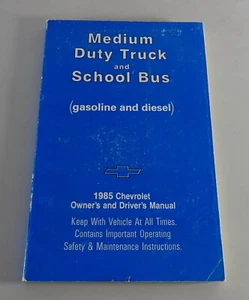 Medium
Duty Truck
and
School Bus
(gasoline and diesel)
1985 Chevrolet
Owner's and Driver's Manual
Keep With Vehicle At All Times.
Contains Important Operating
Safety & Maintenance Instructions.